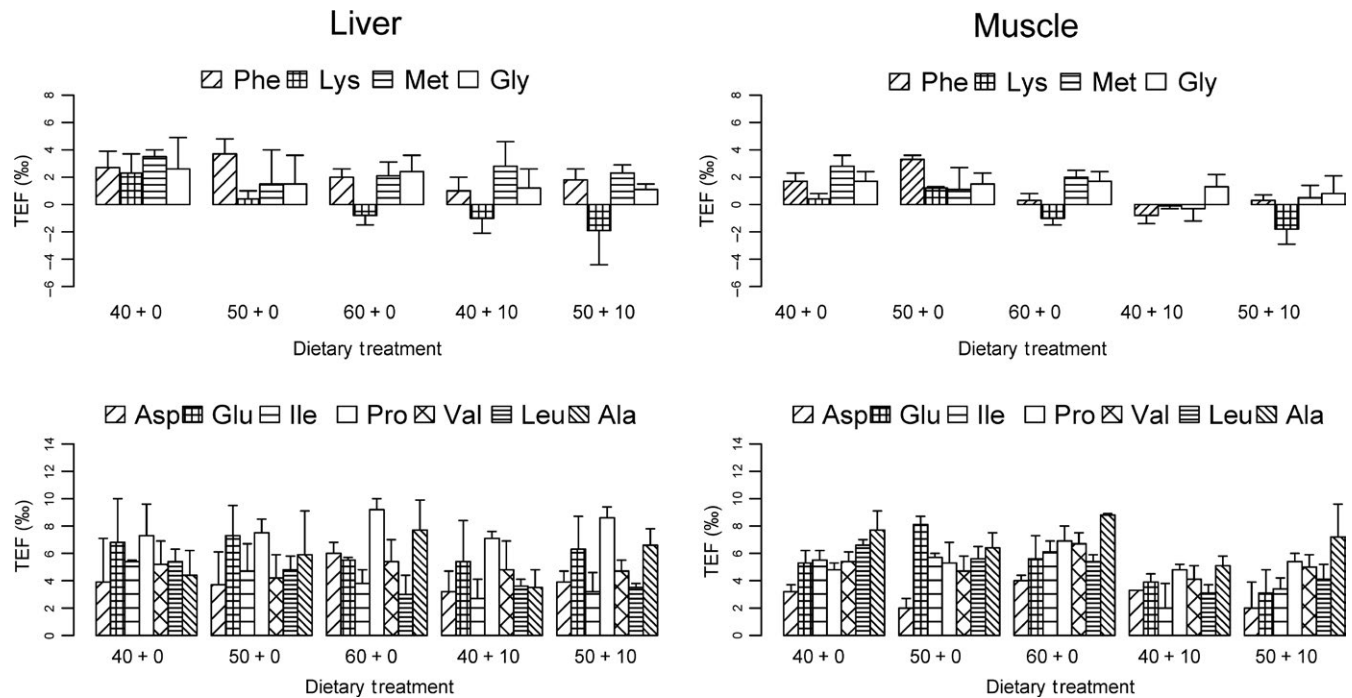 Liver
Phe Lys Met Gly
TEF (‰)
8
6
4
2
0
−2
−4
−6
40 + 0 50 + 0 60 + 0 40 + 10 50 + 10
Dietary treatment
Muscle
Phe Lys Met Gly
TEF (‰)
8
6
4
2
0
−2
−4
−6
40 + 0 50 + 0 60 + 0 40 + 10 50 + 10
Dietary treatment
Asp Glu Ile Pro Val Leu Ala
TEF (‰)
14
12
10
8
6
4
2
0
40 + 0 50 + 0 60 + 0 40 + 10 50 + 10
Dietary treatment
Asp Glu Ile Pro Val Leu Ala
TEF (‰)
14
12
10
8
6
4
2
0
40 + 0 50 + 0 60 + 0 40 + 10 50 + 10
Dietary treatment